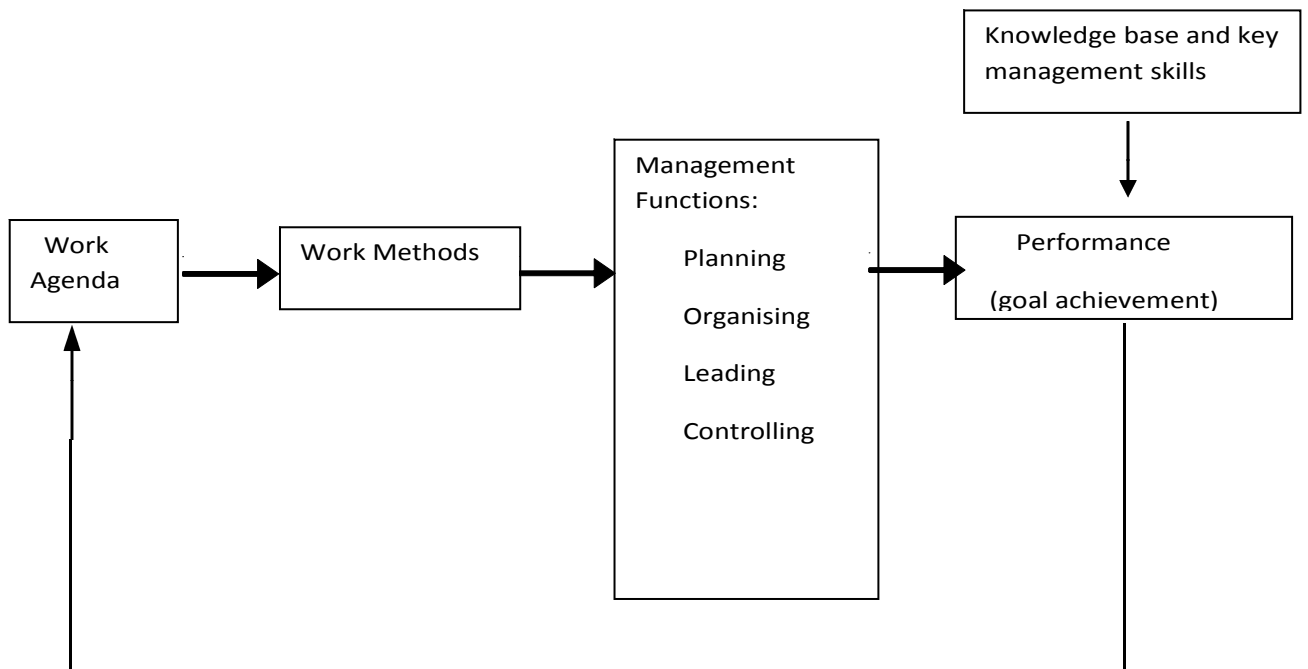 Knowledge base and key
management skills
Management
Functions:
Planning
Organising
Leading
Controlling
Work
Agenda
Work Methods
Performance
(goal achievement)